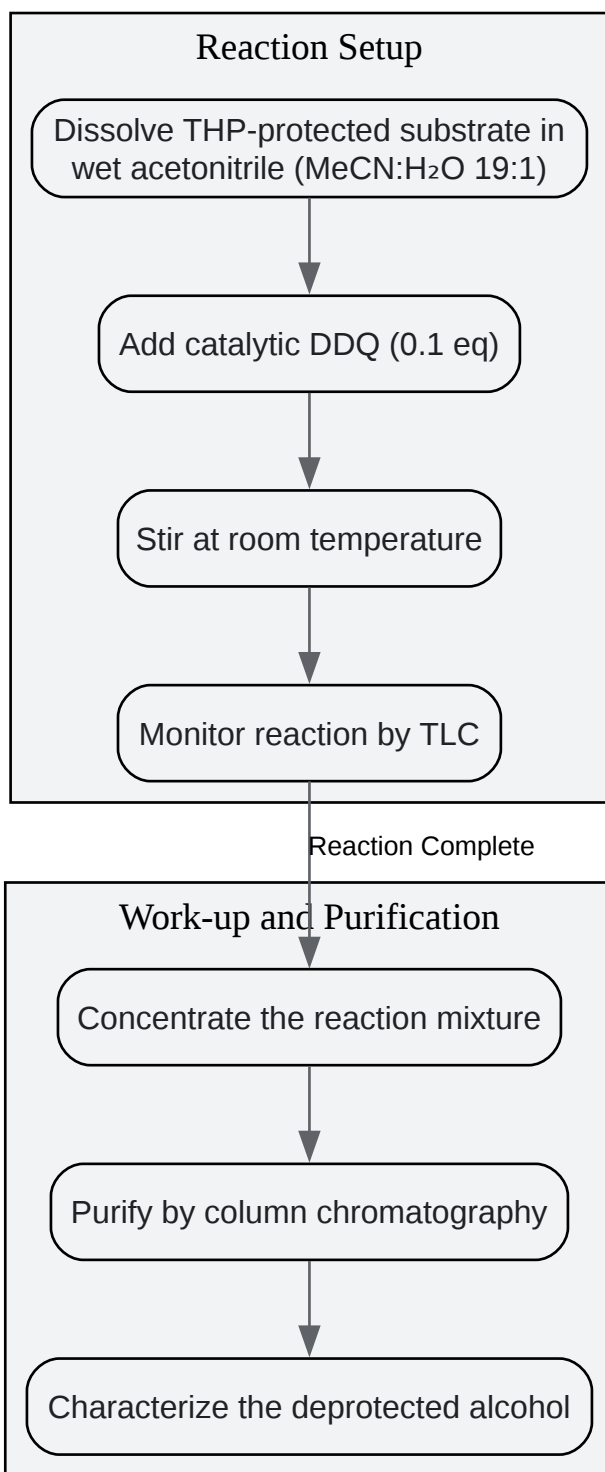 Reaction Setup
Dissolve THP-protected substrate in
wet acetonitrile (MeCN:H₂O 19:1)
Add catalytic DDQ (0.1 eq)
Stir at room temperature
Monitor reaction by TLC
Reaction Complete
Work-up and Purification
Concentrate the reaction mixture
Purify by column chromatography
Characterize the deprotected alcohol